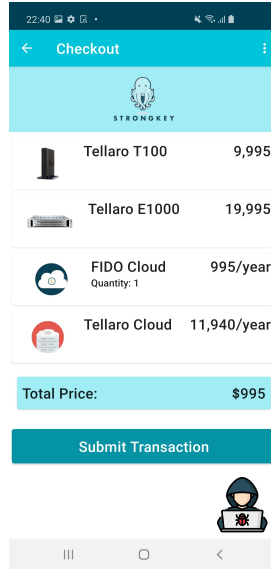 22:40
Checkout
STRONGKEY
Tellaro T100 9,995
Tellaro E1000 19,995
FIDO Cloud 995/year
Quantity: 1
Tellaro Cloud 11,940/year
Total Price: $995
Submit Transaction